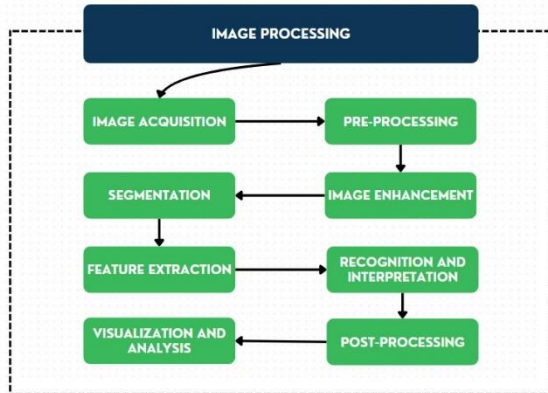 IMAGE PROCESSING
IMAGE ACQUISITION
PRE-PROCESSING
IMAGE ENHANCEMENT
SEGMENTATION
FEATURE EXTRACTION
RECOGNITION AND
INTERPRETATION
POST-PROCESSING
VISUALIZATION AND
ANALYSIS